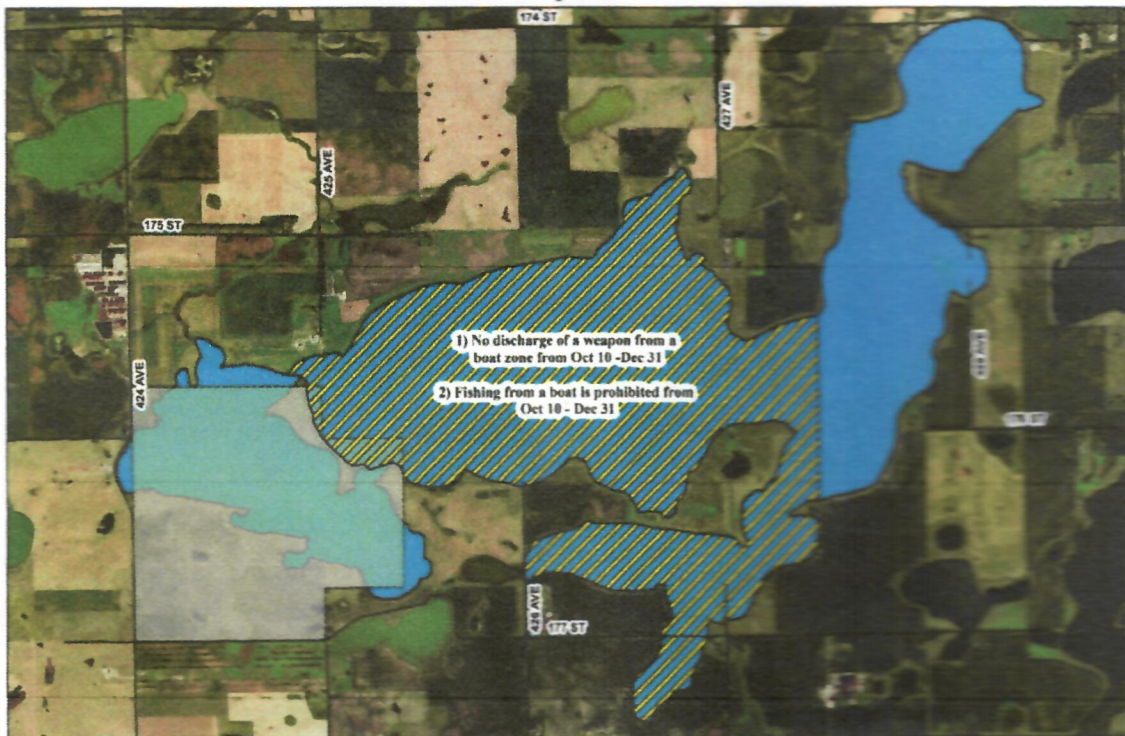 174 ST
427 AVE
425 AVE
175 ST
1) No discharge of a weapon from a
boat zone from Oct 10 -Dec 31
424 AVE
2) Fishing from a boat is prohibited from
Oct 10 - Dec 31
426 AVE
177 ST